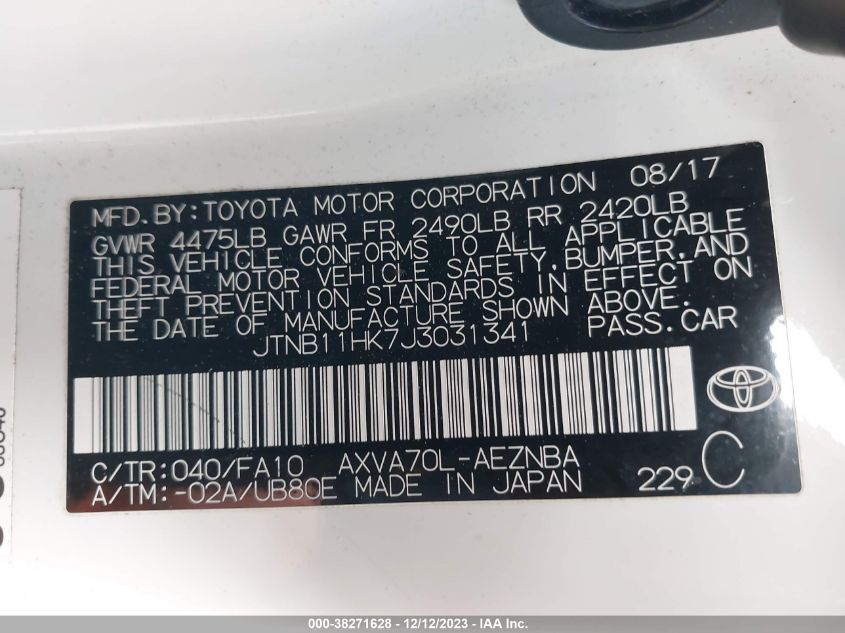 MFD. BY: TOYOTA MOTOR CORPORATION 08/17
GVWR 4475LB GAWR FR 2490LB RR 2420LB
THIS VEHICLE CONFORMS TO ALL APPLICABLE
FEDERAL MOTOR VEHICLE SAFETY, BUMPER, AND
THEFT PREVENTION STANDARDS IN EFFECT ON
THE DATE OF MANUFACTURE SHOWN ABOVE.
JTNB11HK7J3031341 PASS. CAR
C/TR: 040/FA10 AXVA70L-AEZNBA
A/TM: -02A/UB80E MADE IN JAPAN 229 C
000-38271628 - 12/12/2023 - IAA Inc.